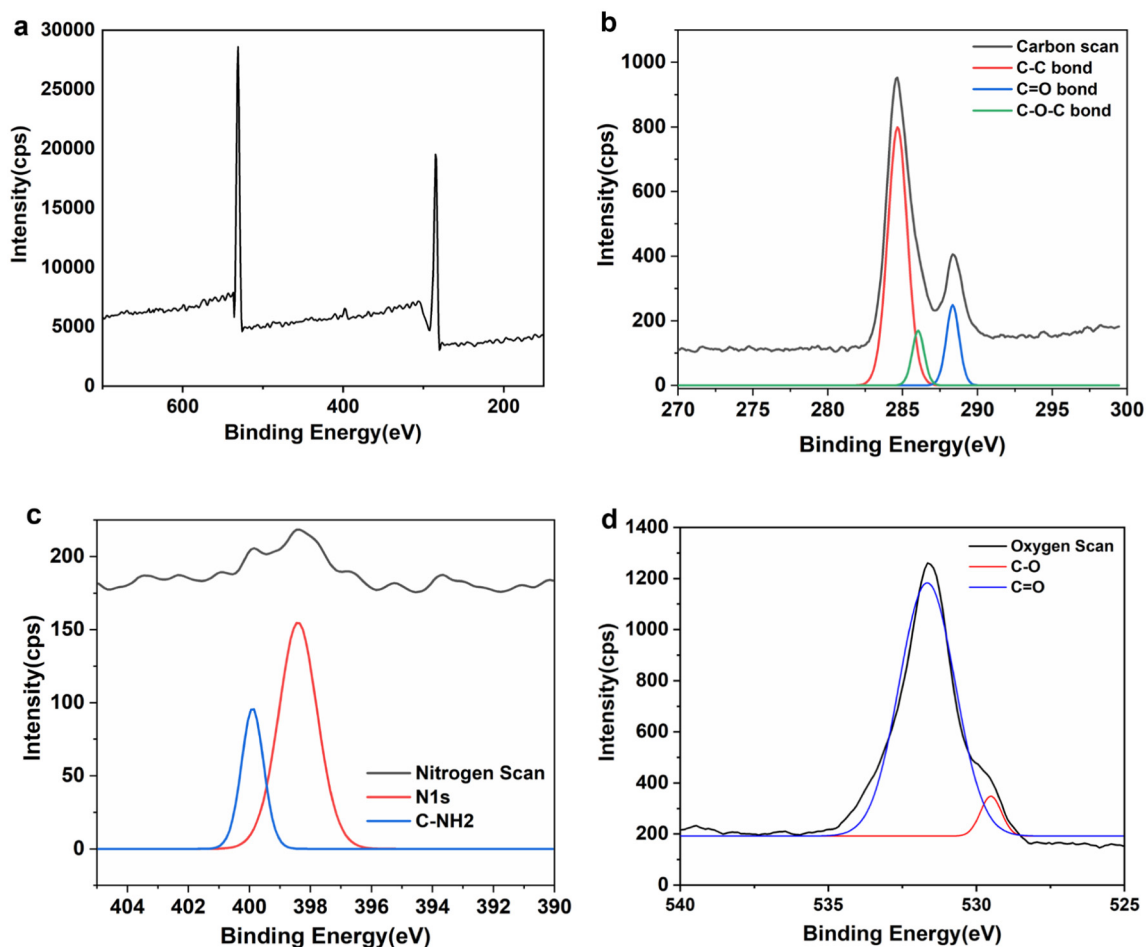 a
30000
25000
20000
15000
10000
5000
0
Intensity(cps)
600 400 200
Binding Energy(eV)
b
1000
800
600
400
200
0
Intensity(cps)
Carbon scan
C-C bond
C=O bond
C-O-C bond
270 275 280 285 290 295 300
Binding Energy(eV)
c
200
150
100
50
0
Intensity(cps)
Nitrogen Scan
N1s
C-NH2
404 402 400 398 396 394 392 390
Binding Energy(eV)
d
1400
1200
1000
800
600
400
200
0
Intensity(cps)
Oxygen Scan
C-O
C=O
540 535 530 525
Binding Energy(eV)